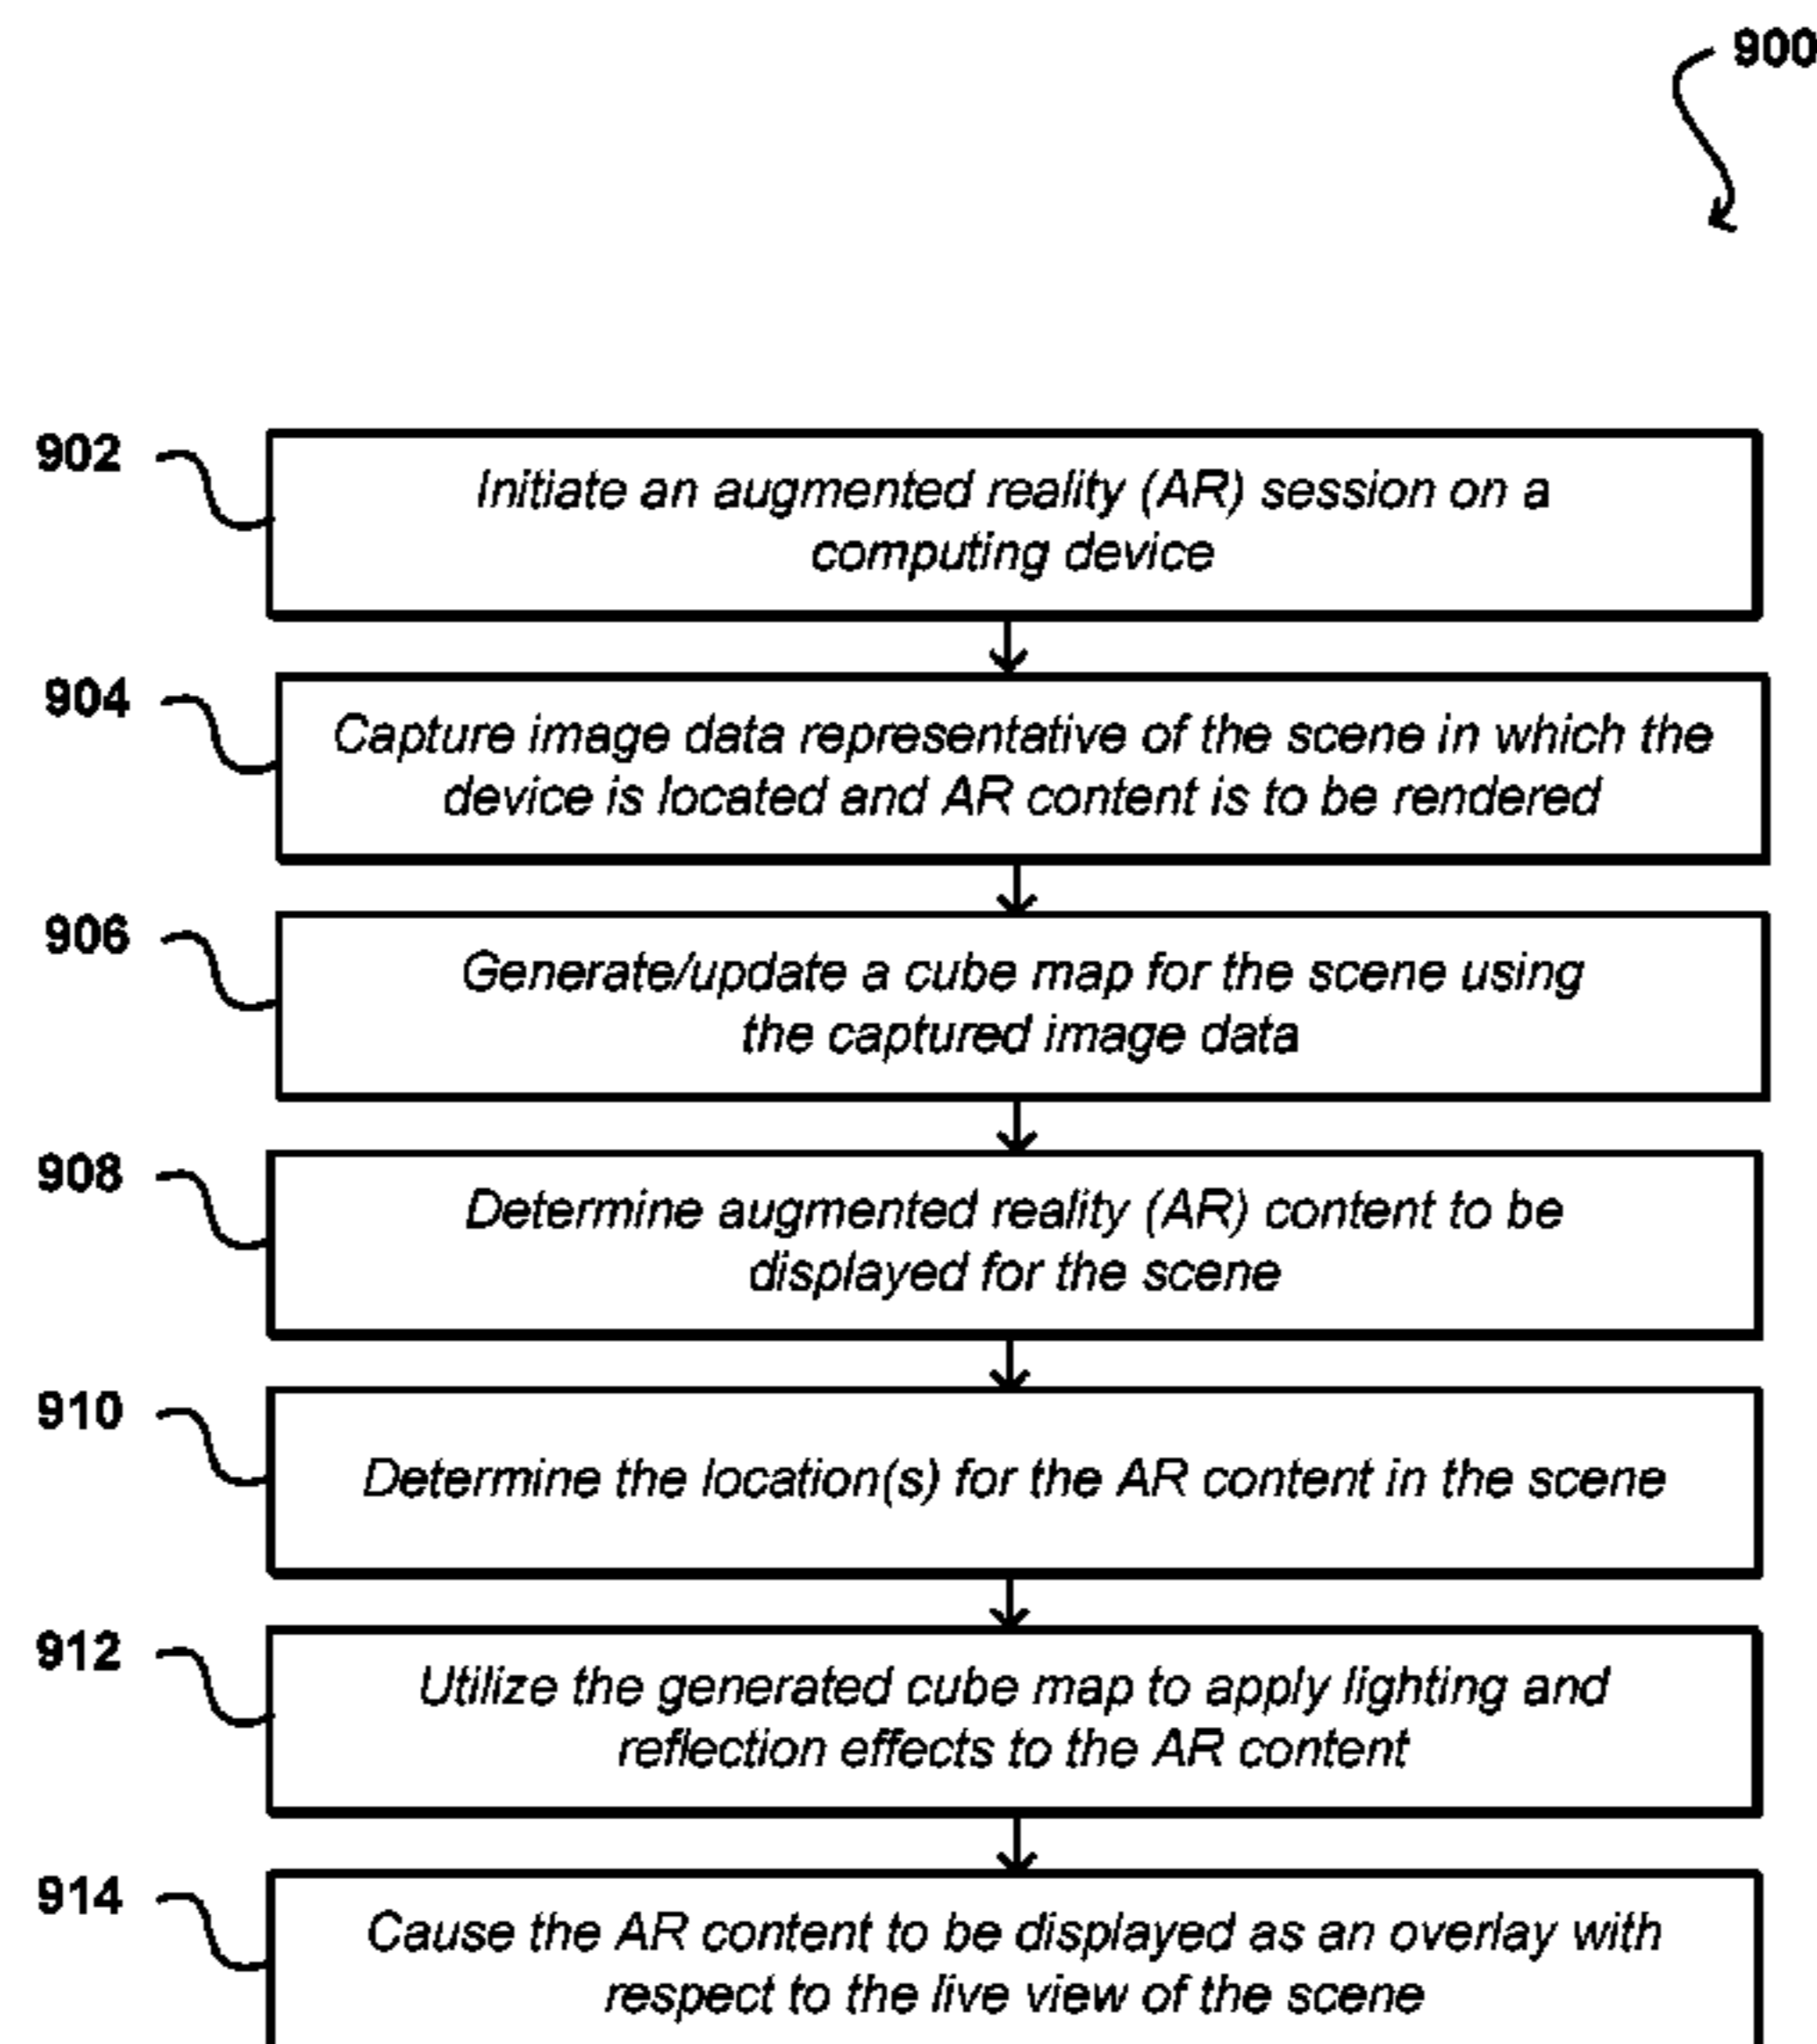 900
902
Initiate an augmented reality (AR) session on a
computing device
904
Capture image data representative of the scene in which the
device is located and AR content is to be rendered
906
Generate/update a cube map for the scene using
the captured image data
908
Determine augmented reality (AR) content to be
displayed for the scene
910
Determine the location(s) for the AR content in the scene
912
Utilize the generated cube map to apply lighting and
reflection effects to the AR content
914
Cause the AR content to be displayed as an overlay with
respect to the live view of the scene